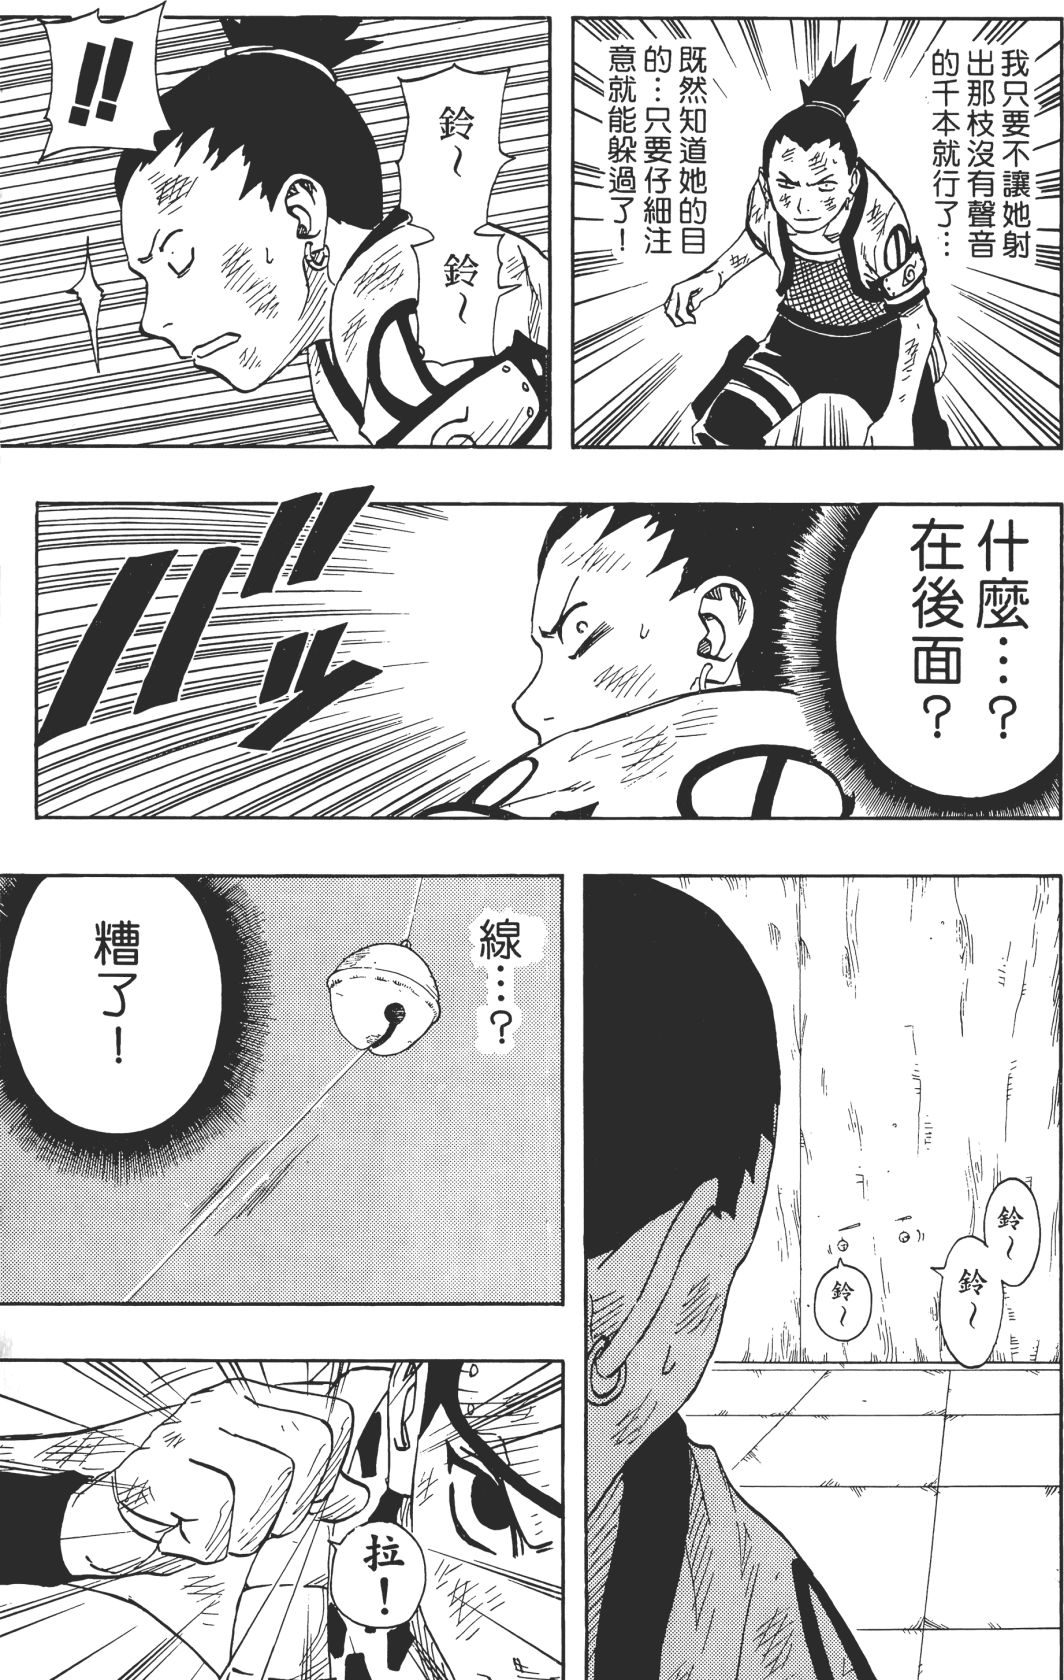 我只要不讓她射
出那枝沒有聲音
的千本就行了…
既然知道她的目
的…只要仔細注
意就能躲過了！
鈴～
鈴～
!!
什麼…？
在後面？
鈴～
鈴～
鈴～
線…？
糟了！
拉！